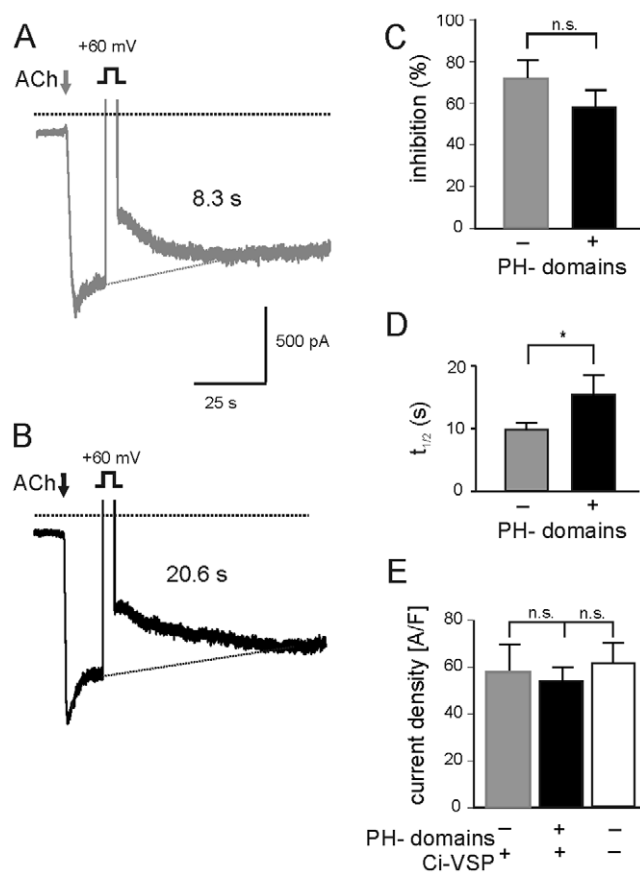 A
+60 mV
ACh
8.3 s
500 pA
25 s
B
+60 mV
ACh
20.6 s
C
n.s.
inhibition (%)
100
80
60
40
20
0
− +
PH- domains
D
*
t1/2 (s)
20
10
0
− +
PH- domains
E
n.s. n.s.
current density [A/F]
80
60
40
20
0
PH- domains − + −
Ci-VSP + + −